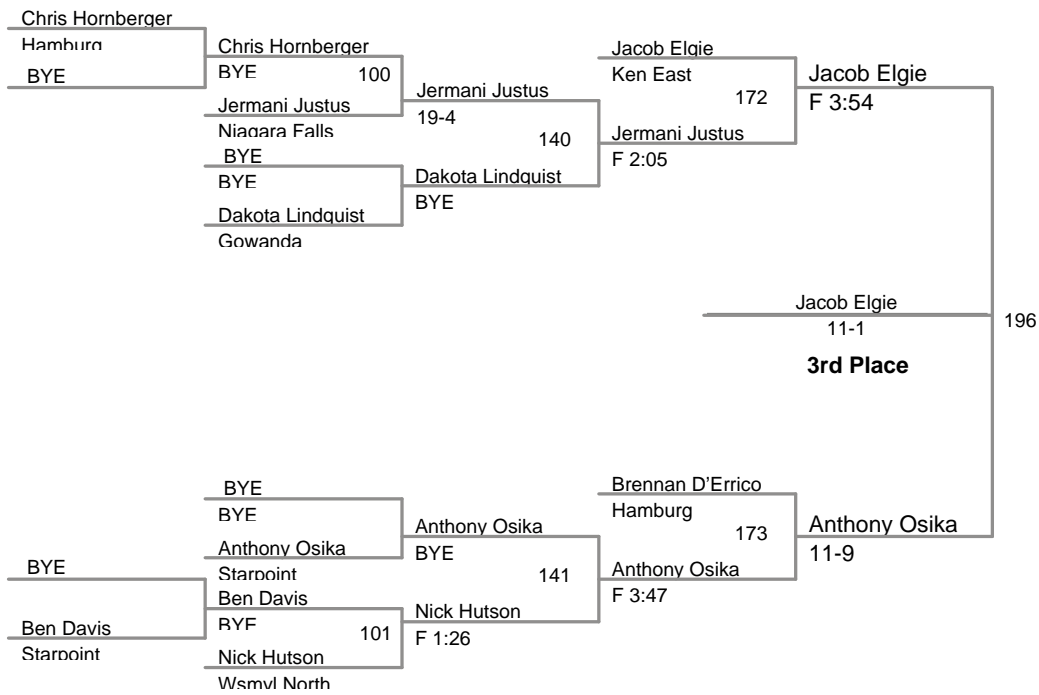 Chris Hornberger
Hamburg
BYE
Chris Hornberger
BYE
100
Jermani Justus
Niagara Falls
BYE
BYE
Dakota Lindquist
Gowanda
Jermani Justus
19-4
140
Dakota Lindquist
BYE
Jacob Elgie
Ken East
172
Jermani Justus
F 2:05
Jacob Elgie
F 3:54
Jacob Elgie
11-1
3rd Place
196
BYE
Ben Davis
Starpoint
BYE
BYE
Anthony Osika
Starpoint
Ben Davis
BYE
101
Nick Hutson
Wsmvl North
Anthony Osika
BYE
141
Nick Hutson
F 1:26
Brennan D'Errico
Hamburg
173
Anthony Osika
F 3:47
Anthony Osika
11-9